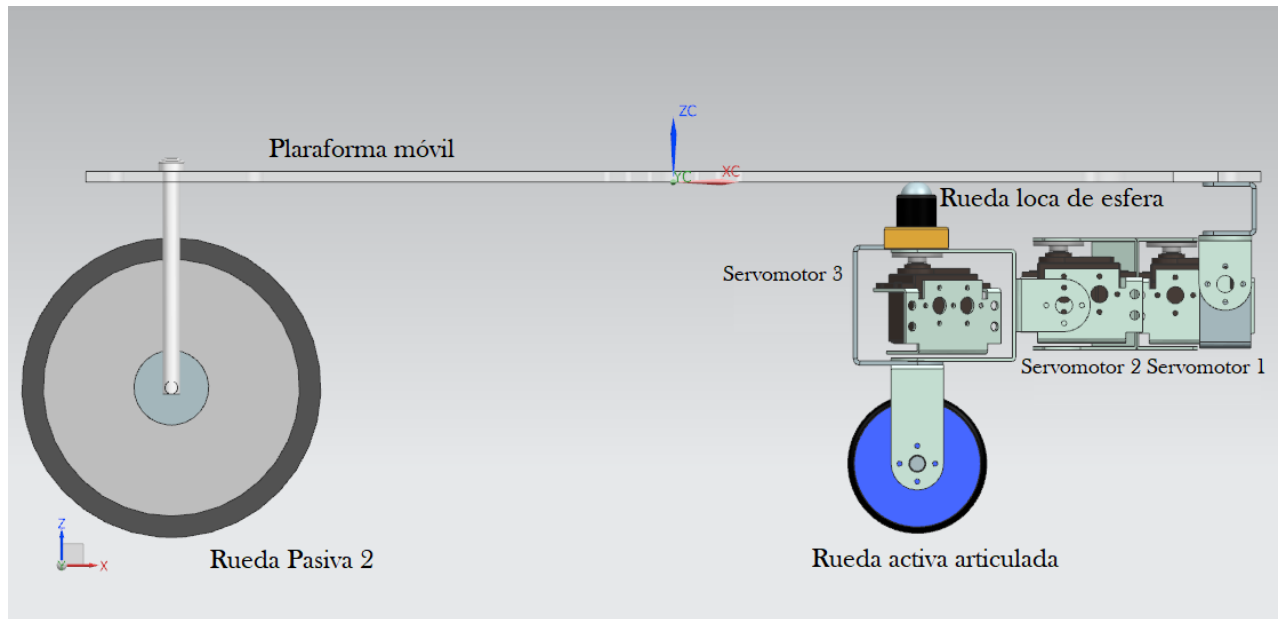 ZC
Plaraforma móvil
XC
YC
Rueda loca de esfera
Servomotor 3
Servomotor 2 Servomotor 1
Z
X
Rueda Pasiva 2
Rueda activa articulada